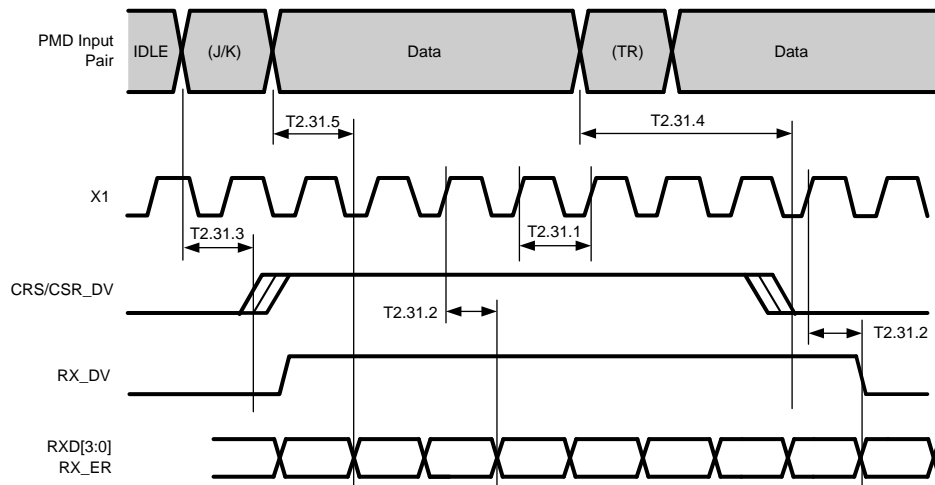 PMD Input
Pair
IDLE
(J/K)
Data
(TR)
Data
T2.31.5
T2.31.4
X1
T2.31.3
T2.31.1
CRS/CSR_DV
T2.31.2
T2.31.2
RX_DV
RXD[3:0]
RX_ER